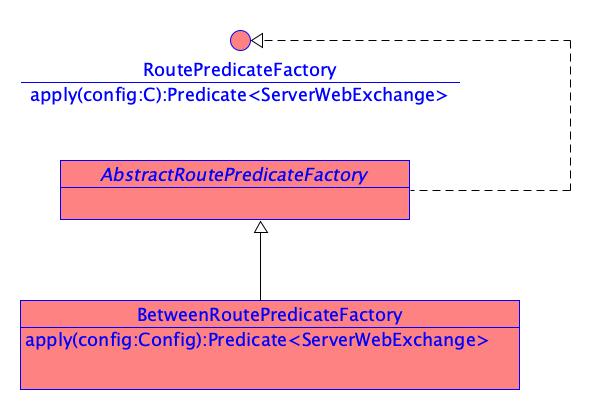 RoutePredicateFactory
apply(config:C):Predicate<ServerWebExchange>
AbstractRoutePredicateFactory
BetweenRoutePredicateFactory
apply(config:Config):Predicate<ServerWebExchange>